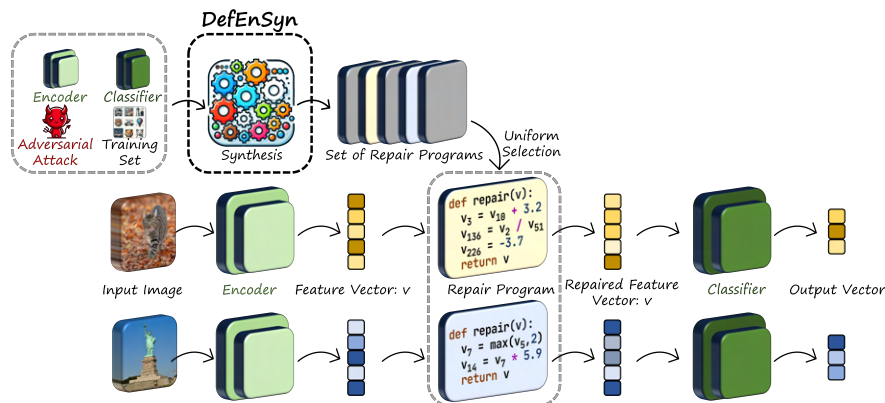 DefEnSyn
Encoder
Classifier
Adversarial
Attack
Training
Set
Synthesis
Set of Repair Programs
Uniform
Selection
def repair(v):
v₃ = v₁₈ + 3.2
v₁₃₆ = v₂ / v₅₁
v₂₂₆ = -3.7
return v
Input Image
Encoder
Feature Vector: v
Repair Program
Repaired Feature
Vector: v
Classifier
Output Vector
def repair(v):
v₇ = max(v₅,2)
v₁₄ = v₇ * 5.9
return v